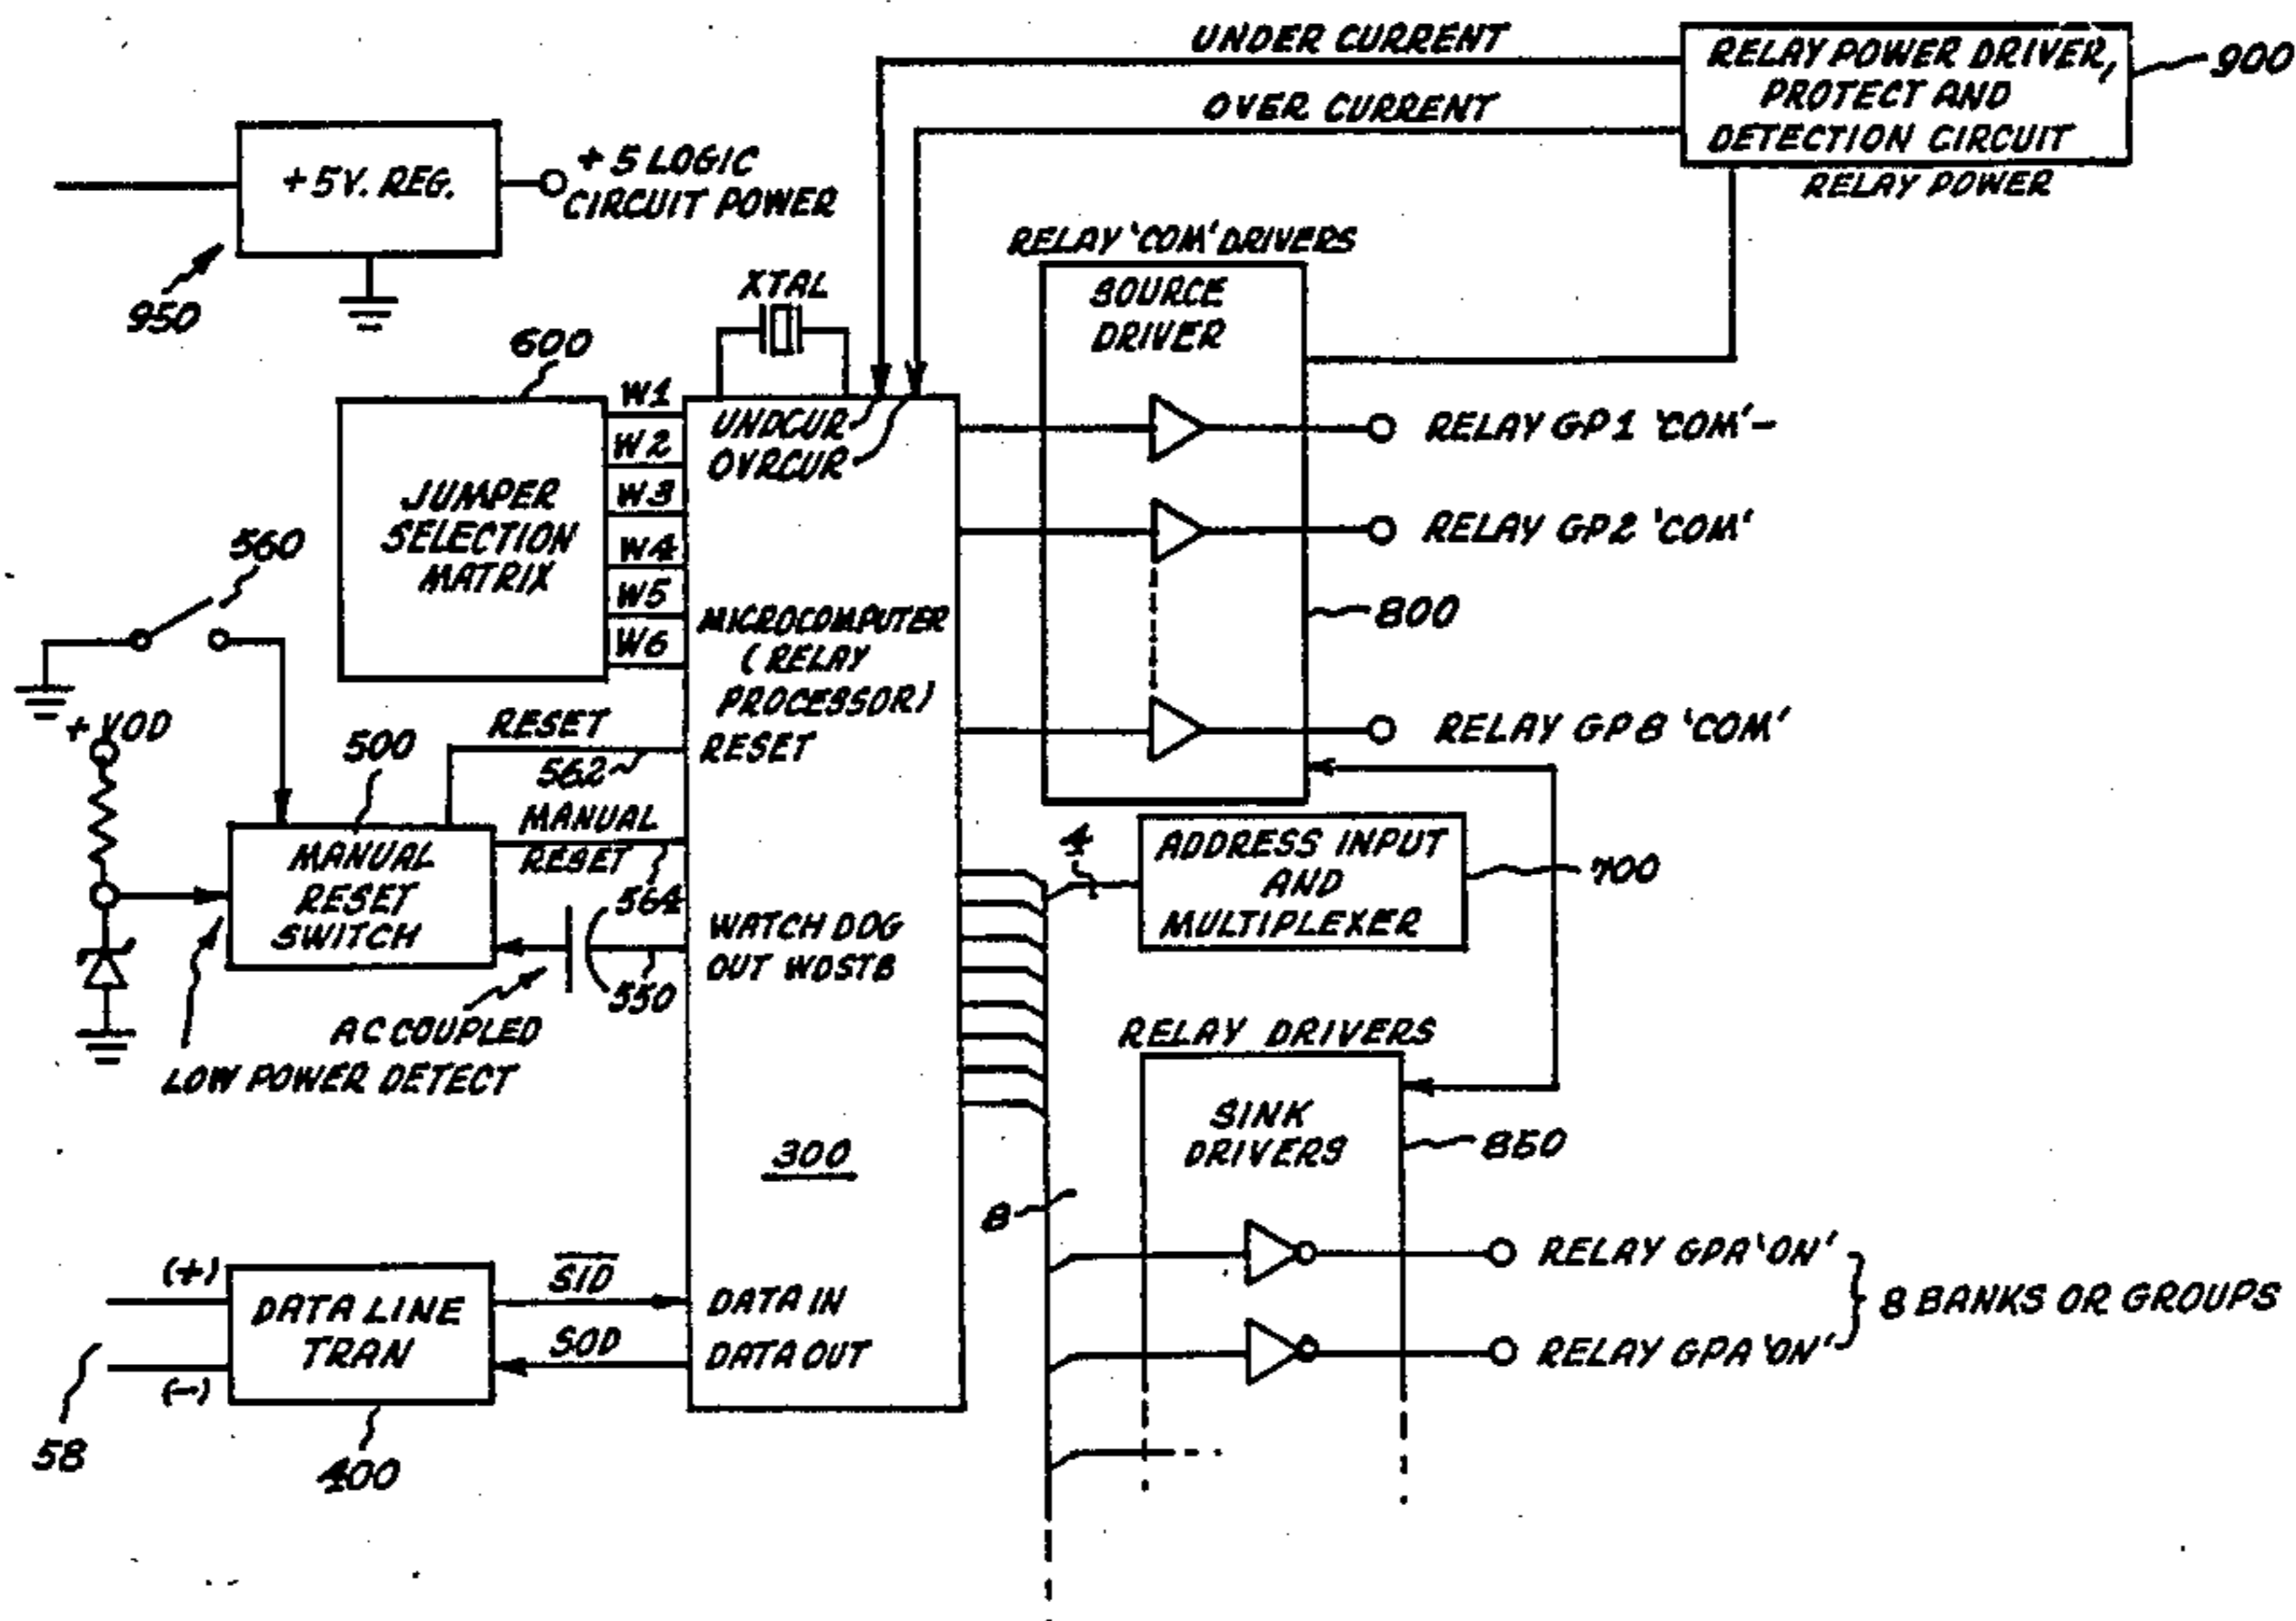 UNDER CURRENT
OVER CURRENT
RELAY POWER DRIVER,
PROTECT AND
DETECTION CIRCUIT
900
RELAY POWER
+5V. REG.
+5 LOGIC
CIRCUIT POWER
950
XTAL
RELAY 'COM' DRIVERS
SOURCE
DRIVER
600
JUMPER
SELECTION
MATRIX
W1
W2
W3
W4
W5
W6
UNDCUR
OVRCUR
MICROCOMPUTER
(RELAY
PROCESSOR)
RESET
RELAY GP1 'COM'-
RELAY GP2 'COM'
RELAY GP8 'COM'
800
560
+VOD
500
RESET
562
MANUAL
RESET
564
MANUAL
RESET
SWITCH
WATCH DOG
OUT WDSTB
550
AC COUPLED
LOW POWER DETECT
4
ADDRESS INPUT
AND
MULTIPLEXER
700
RELAY DRIVERS
SINK
DRIVERS
850
300
8
RELAY GPA 'ON'
RELAY GPA 'ON'
8 BANKS OR GROUPS
(+)
(-)
58
DATA LINE
TRAN
400
SID
SOD
DATA IN
DATA OUT